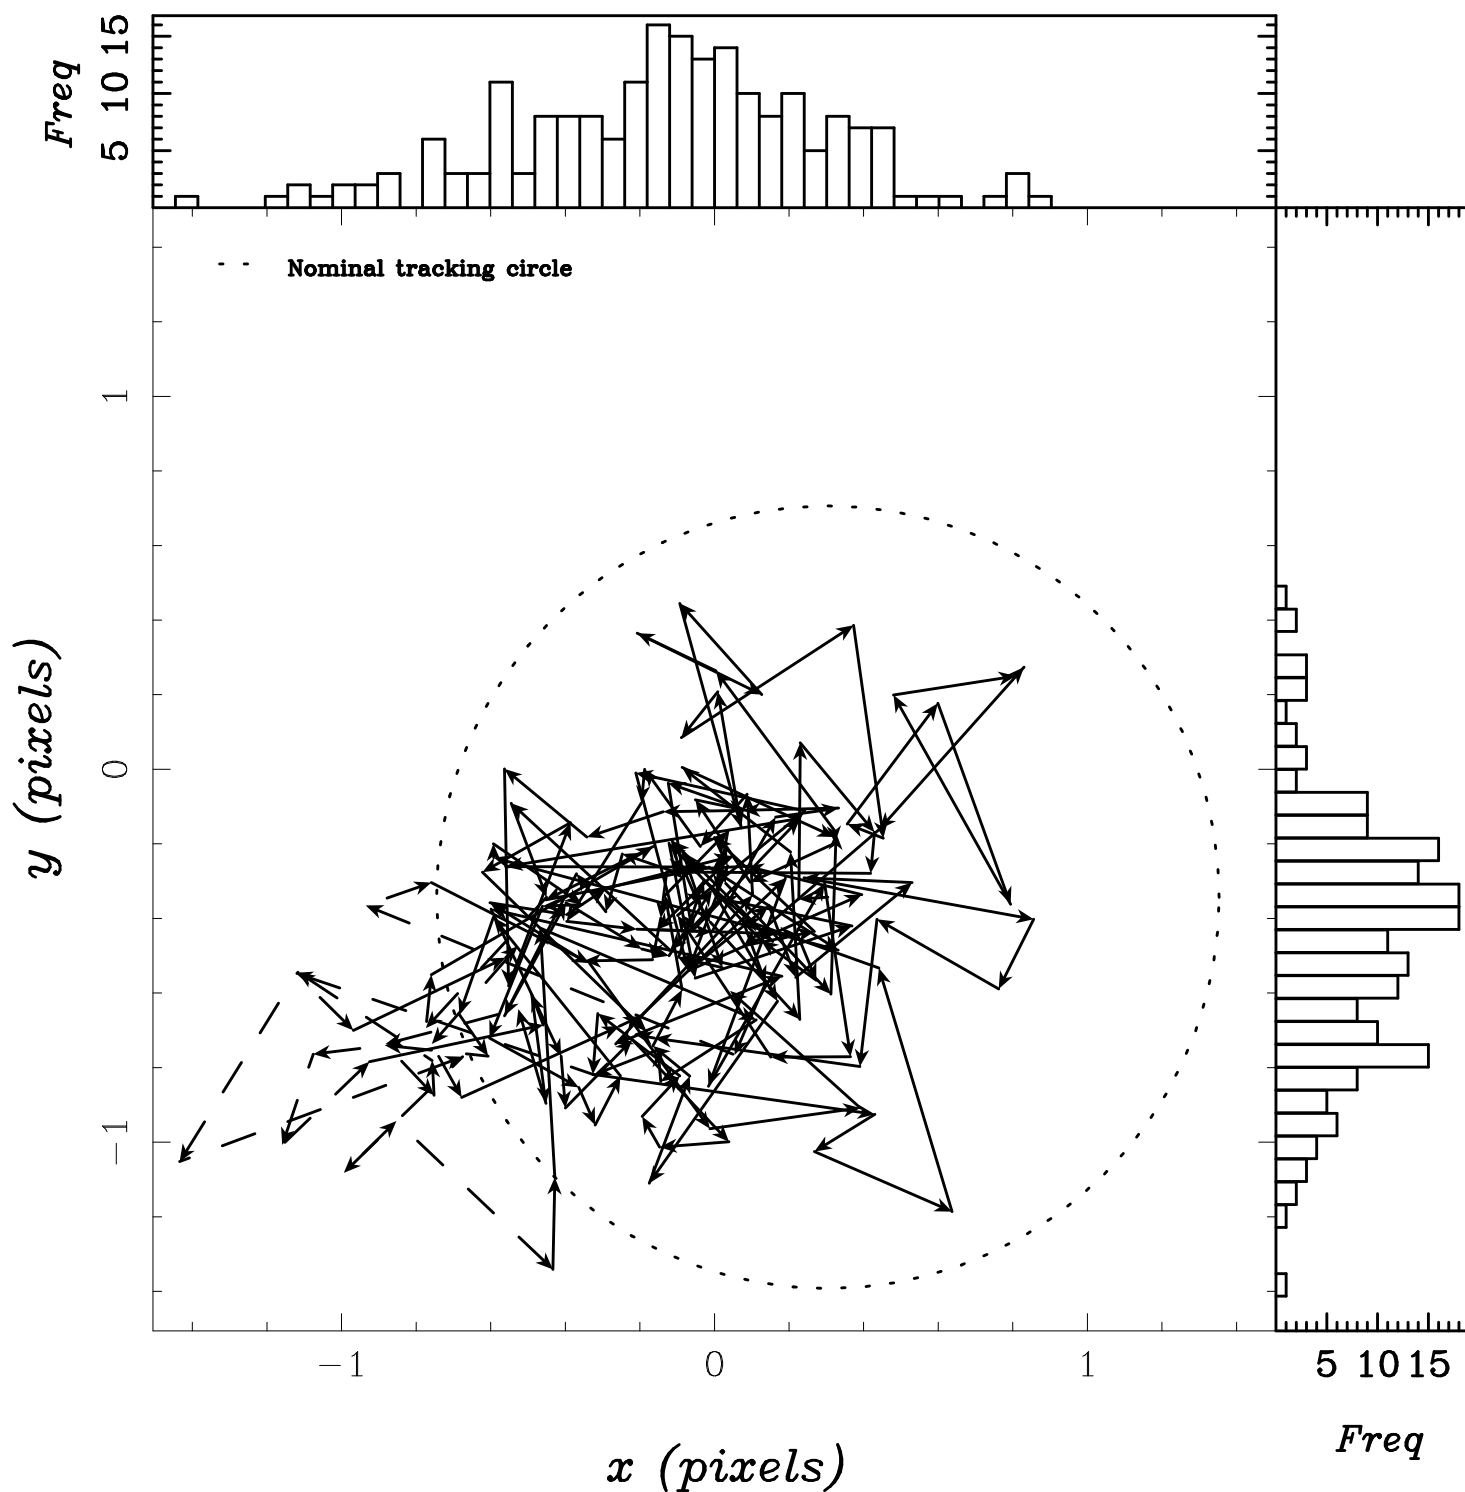 Freq
5 10 15
Nominal tracking circle
y (pixels)
1
0
−1
−1 0 1
x (pixels)
5 10 15
Freq